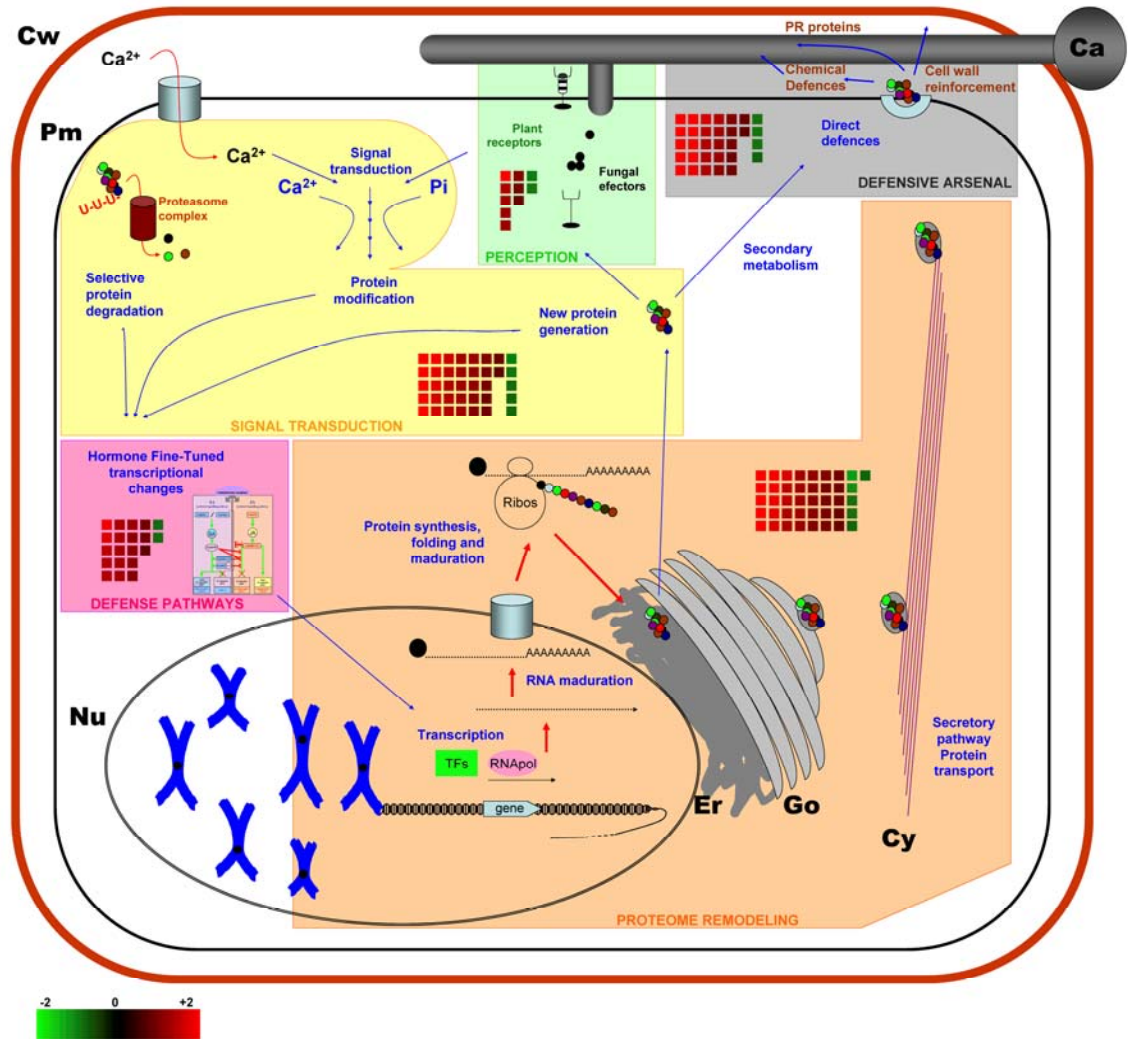 Cw
PR proteins
Ca
Ca2+
Chemical
Defences
Cell wall
reinforcement
Pm
Plant
receptors
Direct
defences
Ca2+
Signal
transduction
Ca2+
Pi
Fungal
efectors
DEFENSIVE ARSENAL
U-U-U-
Proteasome
complex
PERCEPTION
Secondary
metabolism
Selective
protein
degradation
Protein
modification
New protein
generation
SIGNAL TRANSDUCTION
Hormone Fine-Tuned
transcriptional
changes
AAAAAAAAA
Ribos
Protein synthesis,
folding and
maduration
DEFENSE PATHWAYS
AAAAAAAAA
RNA maduration
Nu
Transcription
TFs
RNApol
Secretory
pathway
Protein
transport
gene
Er
Go
Cy
PROTEOME REMODELING
-2
0
+2